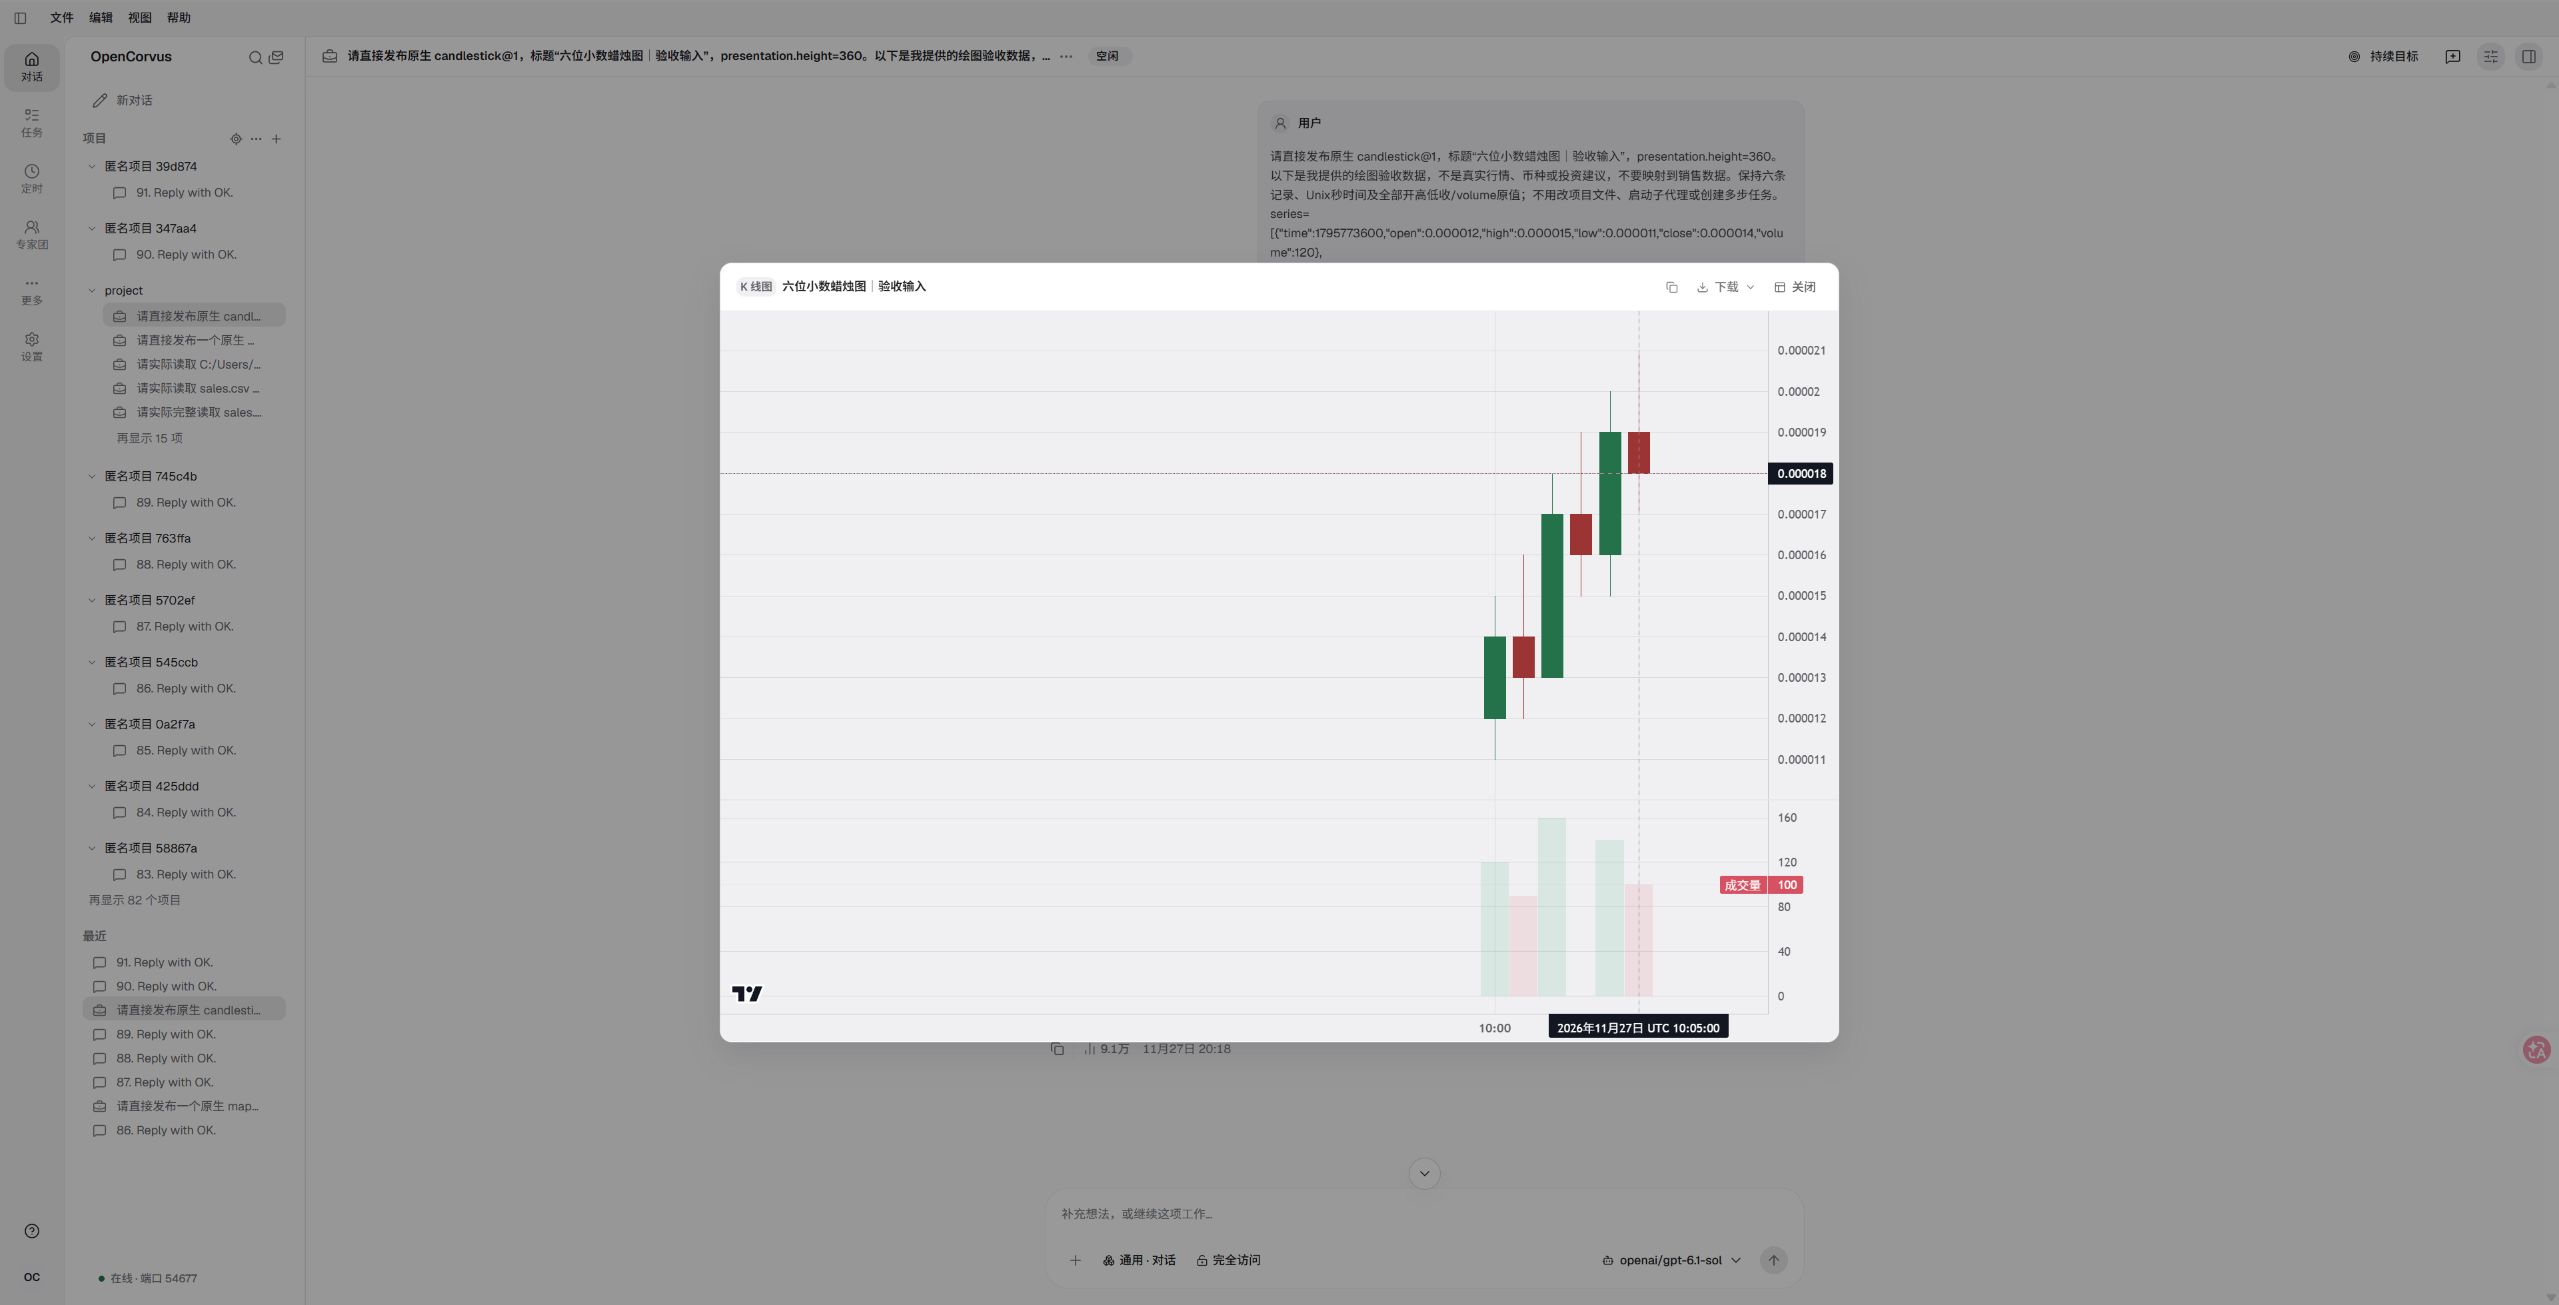 文件 编辑 视图 帮助
对话
任务
定时
专家团
更多
设置
OC
OpenCorvus
新对话
项目
匿名项目 39d874
91. Reply with OK.
匿名项目 347aa4
90. Reply with OK.
project
请直接发布原生 candl...
请直接发布一个原生 ...
请实际读取 C:/Users/...
请实际读取 sales.csv ...
请实际完整读取 sales....
再显示 15 项
匿名项目 745c4b
89. Reply with OK.
匿名项目 763ffa
88. Reply with OK.
匿名项目 5702ef
87. Reply with OK.
匿名项目 545ccb
86. Reply with OK.
匿名项目 0a2f7a
85. Reply with OK.
匿名项目 425ddd
84. Reply with OK.
匿名项目 58867a
83. Reply with OK.
再显示 82 个项目
最近
91. Reply with OK.
90. Reply with OK.
请直接发布原生 candlesti...
89. Reply with OK.
88. Reply with OK.
87. Reply with OK.
请直接发布一个原生 map...
86. Reply with OK.
在线 · 端口 54677
请直接发布原生 candlestick@1，标题“六位小数蜡烛图｜验收输入”，presentation.height=360。以下是我提供的绘图验收数据，... 空闲
持续目标
用户
请直接发布原生 candlestick@1，标题“六位小数蜡烛图｜验收输入”，presentation.height=360。
以下是我提供的绘图验收数据，不是真实行情、币种或投资建议，不要映射到销售数据。保持六条
记录、Unix秒时间及全部开高低收/volume原值；不用改项目文件、启动子代理或创建多步任务。
series=
[{"time":1795773600,"open":0.000012,"high":0.000015,"low":0.000011,"close":0.000014,"volu
me":120},
K 线图 六位小数蜡烛图｜验收输入
下载 关闭
0.000021
0.00002
0.000019
0.000018
0.000017
0.000016
0.000015
0.000014
0.000013
0.000012
0.000011
160
120
成交量 100
80
40
0
10:00 2026年11月27日 UTC 10:05:00
9.1万 11月27日 20:18
补充想法，或继续这项工作...
通用 · 对话 完全访问 openai/gpt-6.1-sol